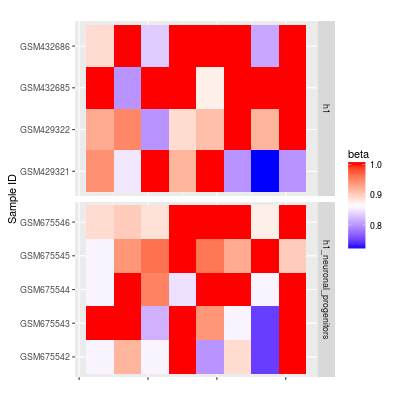 GSM432686
GSM432685
GSM429322
GSM429321
h1
GSM675546
GSM675545
GSM675544
GSM675543
GSM675542
h1_neuronal_progenitors
Sample ID
beta
1.0
0.9
0.8